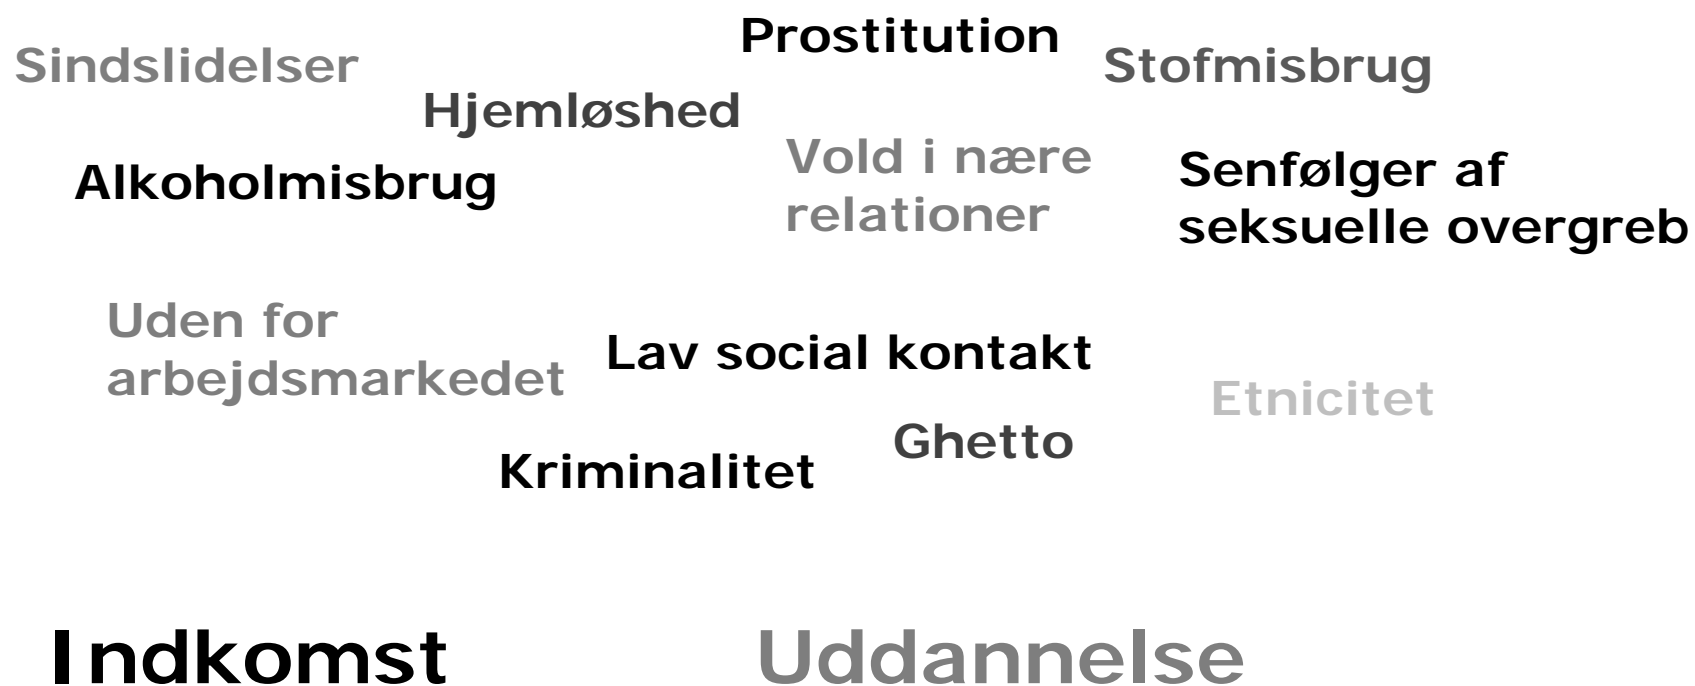 Prostitution
Sindslidelser
Stofmisbrug
Hjemløshed
Vold i nære
relationer
Senfølger af
seksuelle overgreb
Alkoholmisbrug
Uden for
arbejdsmarkedet
Lav social kontakt
Etnicitet
Ghetto
Kriminalitet
Indkomst
Uddannelse